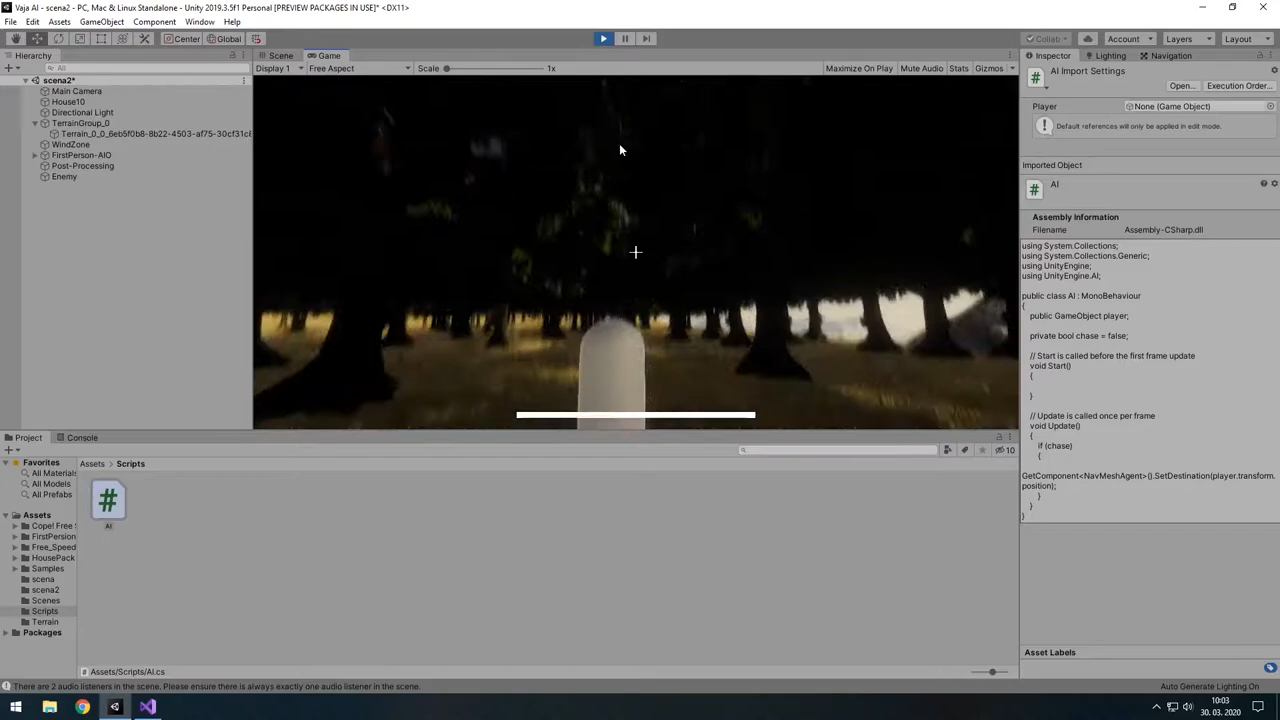 Vaja AI - scena2 - PC, Mac & Linux Standalone - Unity 2019.3.5f1 Personal [PREVIEW PACKAGES IN USE]* <DX11>
File Edit Assets GameObject Component Window Help
Center Global Collab Account Layers Layout
Hierarchy
All
scena2*
Main Camera
House10
Directional Light
TerrainGroup_0
Terrain_0_0_6eb5f0b8-8b22-4503-af75-30cf31c8
WindZone
FirstPerson-AIO
Post-Processing
Enemy
Scene Game
Display 1 Free Aspect Scale 1x Maximize On Play Mute Audio Stats Gizmos
Inspector Lighting Navigation
AI Import Settings
Open... Execution Order...
Player None (Game Object)
Default references will only be applied in edit mode.
Imported Object
AI
Assembly Information
Filename Assembly-CSharp.dll
using System.Collections;
using System.Collections.Generic;
using UnityEngine;
using UnityEngine.AI;
public class AI : MonoBehaviour
{
public GameObject player;
private bool chase = false;
// Start is called before the first frame update
void Start()
{
}
// Update is called once per frame
void Update()
{
if (chase)
{
GetComponent<NavMeshAgent>().SetDestination(player.transform.
position);
}
}
}
Asset Labels
Project Console
10
Favorites
All Materials
All Models
All Prefabs
Assets
Cope! Free S
FirstPersion
Free_Speed
HousePack
Samples
scena
scena2
Scenes
Scripts
Terrain
Packages
Assets > Scripts
AI
Assets/Scripts/AI.cs
There are 2 audio listeners in the scene. Please ensure there is always exactly one audio listener in the scene.
Auto Generate Lighting On
10:03
30. 03. 2020